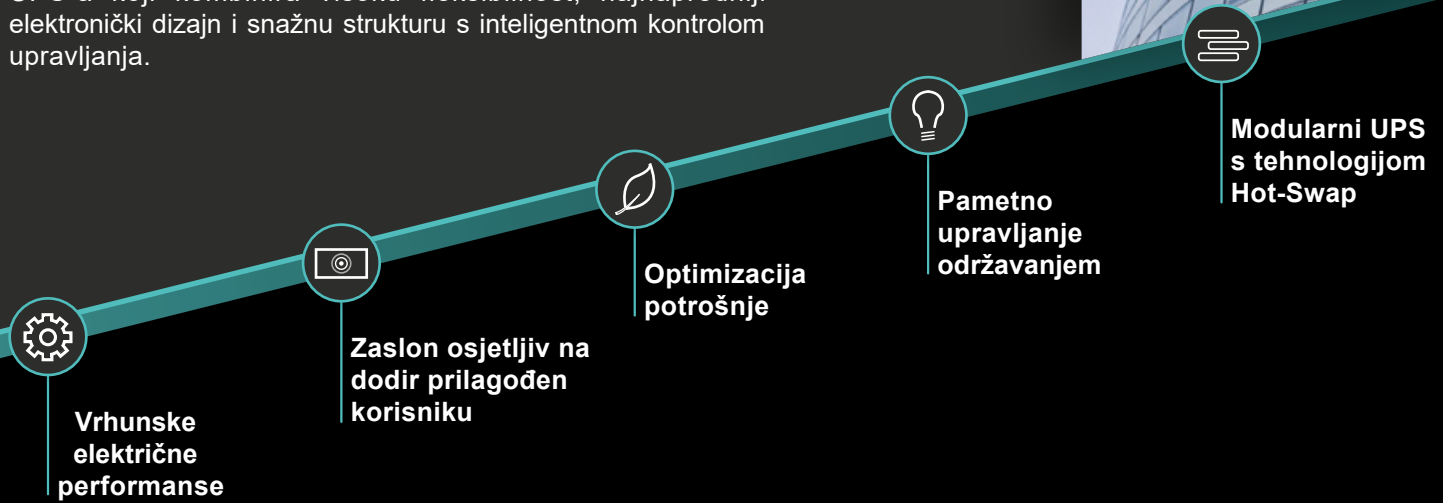 elektronički dizajn i snažnu strukturu s inteligentnom kontrolom
upravljanja.
Modularni UPS
s tehnologijom
Hot-Swap
Pametno
upravljanje
održavanjem
Optimizacija
potrošnje
Zaslon osjetljiv na
dodir prilagođen
korisniku
Vrhunske
električne
performanse